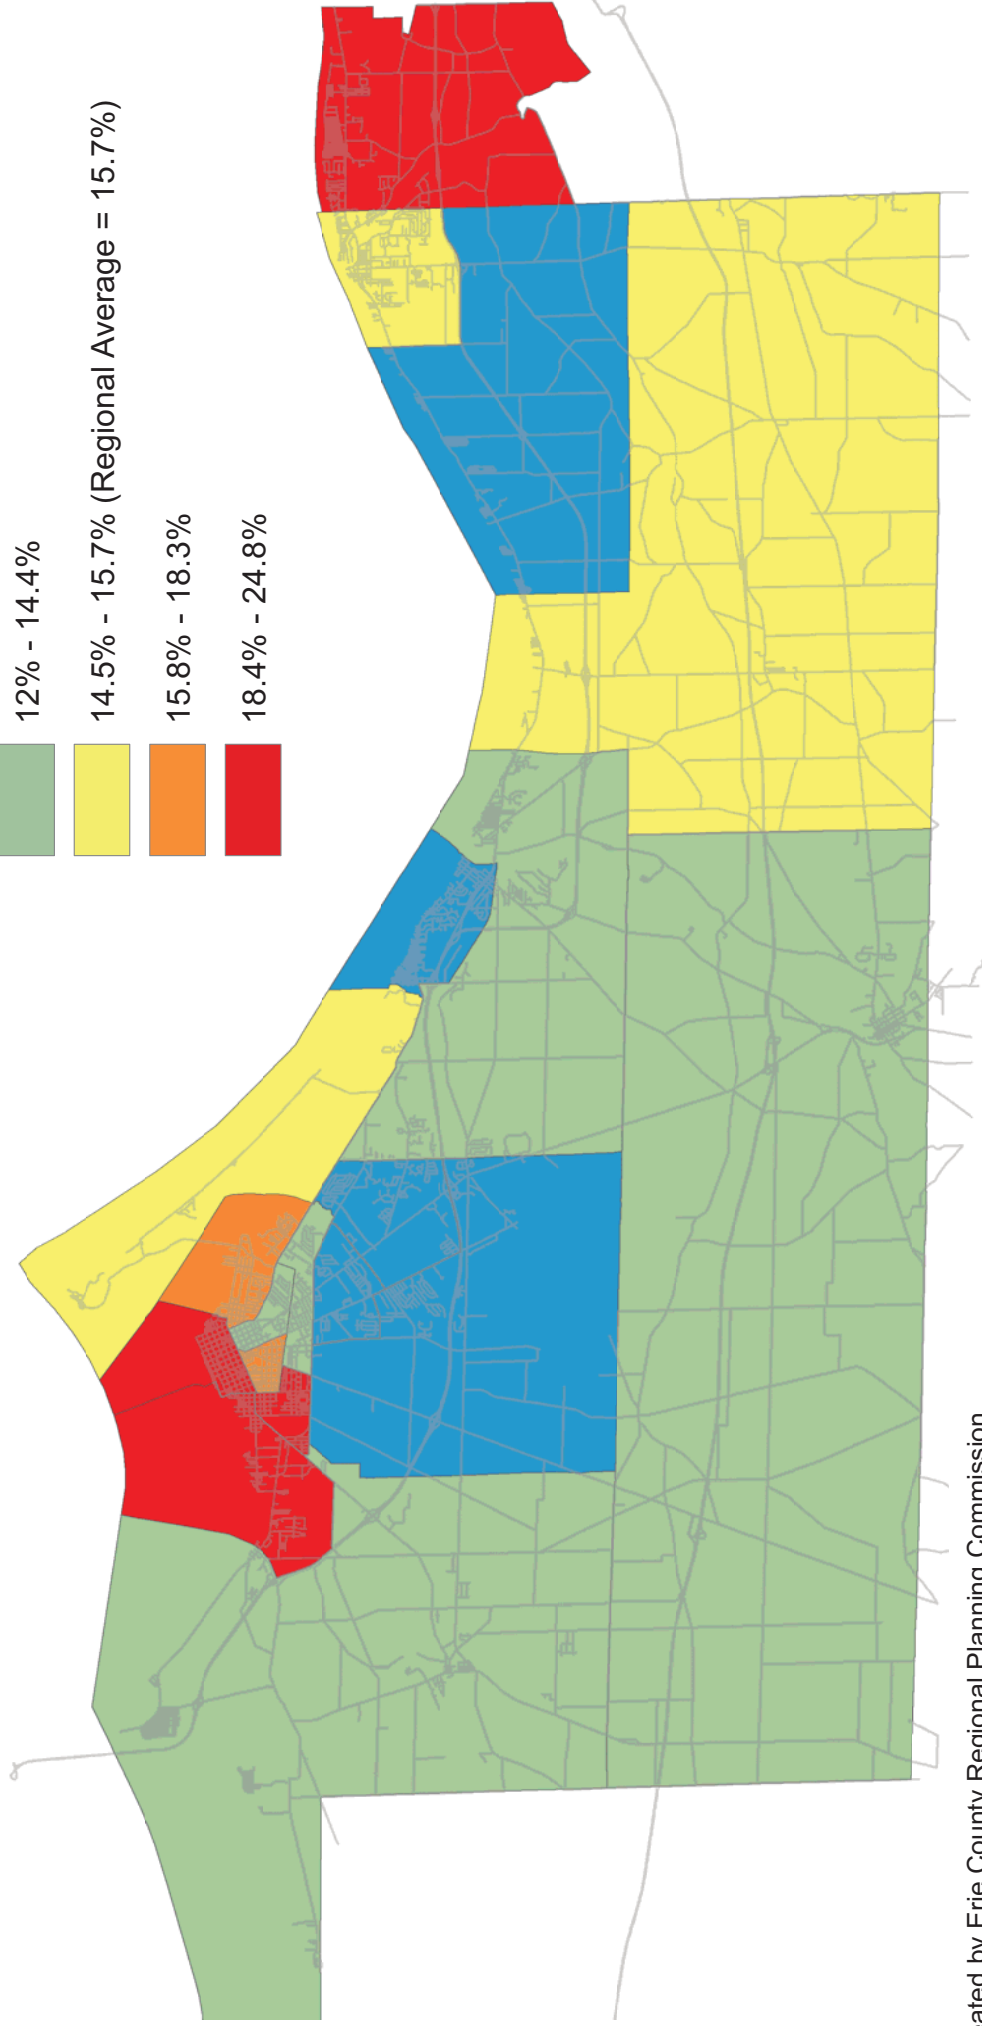 12% - 14.4%
14.5% - 15.7% (Regional Average = 15.7%)
15.8% - 18.3%
18.4% - 24.8%
by Erie County Regional Planning Commission